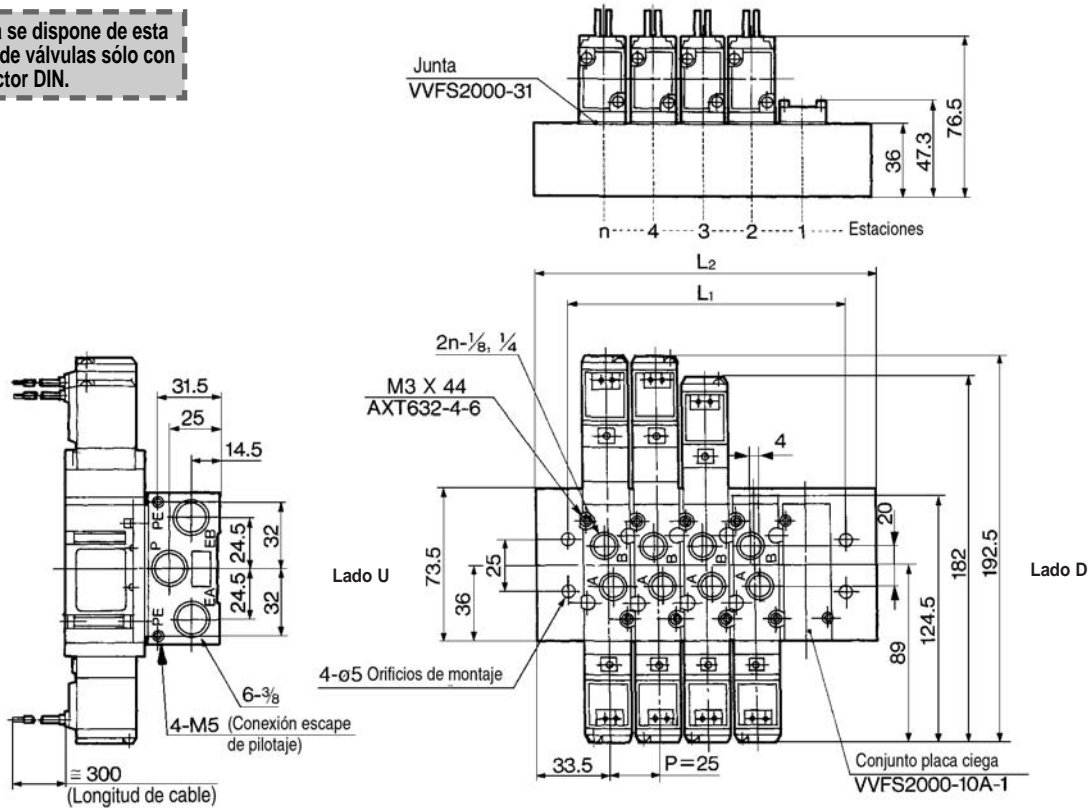 se dispone de esta
de válvulas sólo con
DIN.
Junta
VVFS2000-31
36
47.3
76.5
n 4 3 2 1 Estaciones
L2
L1
2n-1/8, 1/4
M3 X 44
AXT632-4-6
31.5
25
14.5
4
PE
P
PE
EB
EA
24.5
32
24.5
32
Lado U
73.5
25
36
B
B
B
B
A
A
A
A
20
89
124.5
182
192.5
Lado D
4-ø5 Orificios de montaje
6-3/8
4-M5 (Conexión escape
de pilotaje)
≅ 300
(Longitud de cable)
33.5
P=25
Conjunto placa ciega
VVFS2000-10A-1